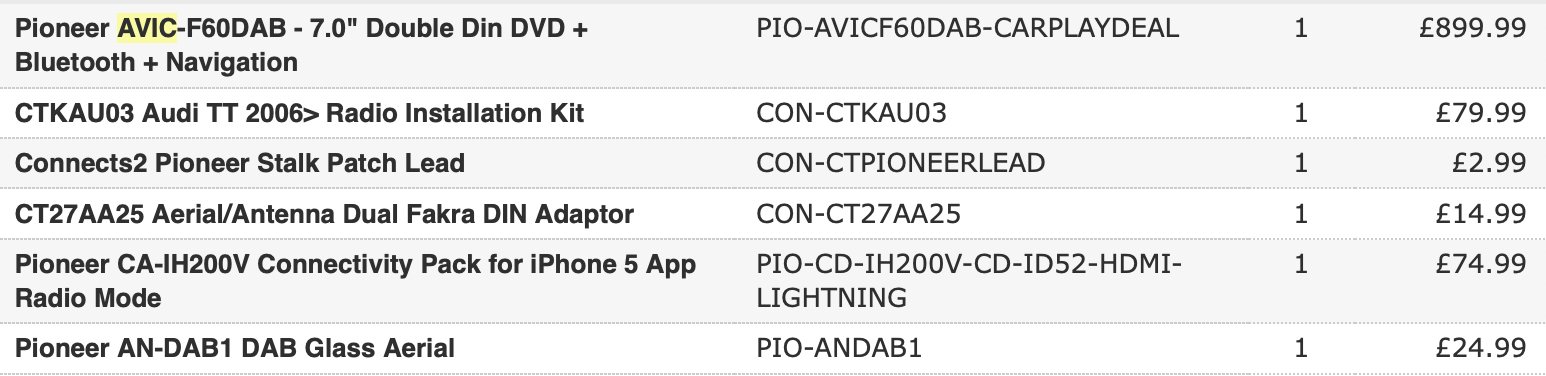 Pioneer AVIC-F60DAB - 7.0" Double Din DVD + PIO-AVICF60DAB-CARPLAYDEAL 1 £899.99
Bluetooth + Navigation
CTKAU03 Audi TT 2006> Radio Installation Kit CON-CTKAU03 1 £79.99
Connects2 Pioneer Stalk Patch Lead CON-CTPIONEERLEAD 1 £2.99
CT27AA25 Aerial/Antenna Dual Fakra DIN Adaptor CON-CT27AA25 1 £14.99
Pioneer CA-IH200V Connectivity Pack for iPhone 5 App PIO-CD-IH200V-CD-ID52-HDMI- 1 £74.99
Radio Mode LIGHTNING
Pioneer AN-DAB1 DAB Glass Aerial PIO-ANDAB1 1 £24.99